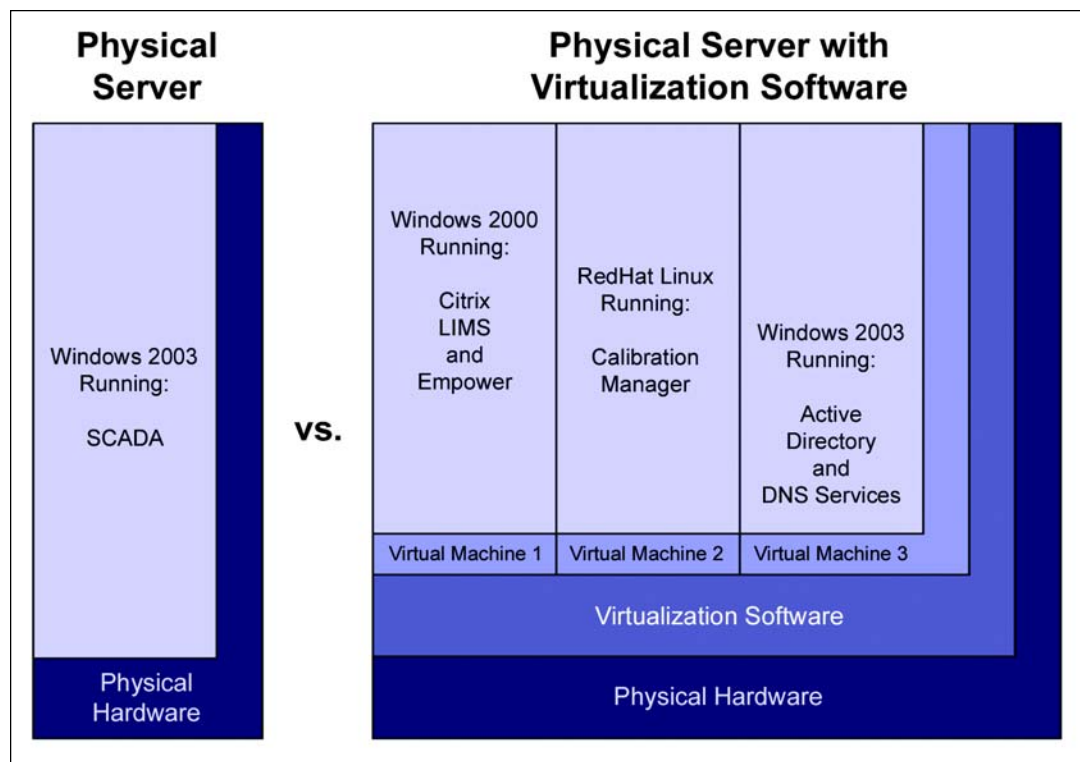 Physical
Server
Physical Server with
Virtualization Software
Windows 2003
Running:
SCADA
Physical
Hardware
vs.
Windows 2000
Running:
Citrix
LIMS
and
Empower
Virtual Machine 1
RedHat Linux
Running:
Calibration
Manager
Virtual Machine 2
Windows 2003
Running:
Active
Directory
and
DNS Services
Virtual Machine 3
Virtualization Software
Physical Hardware